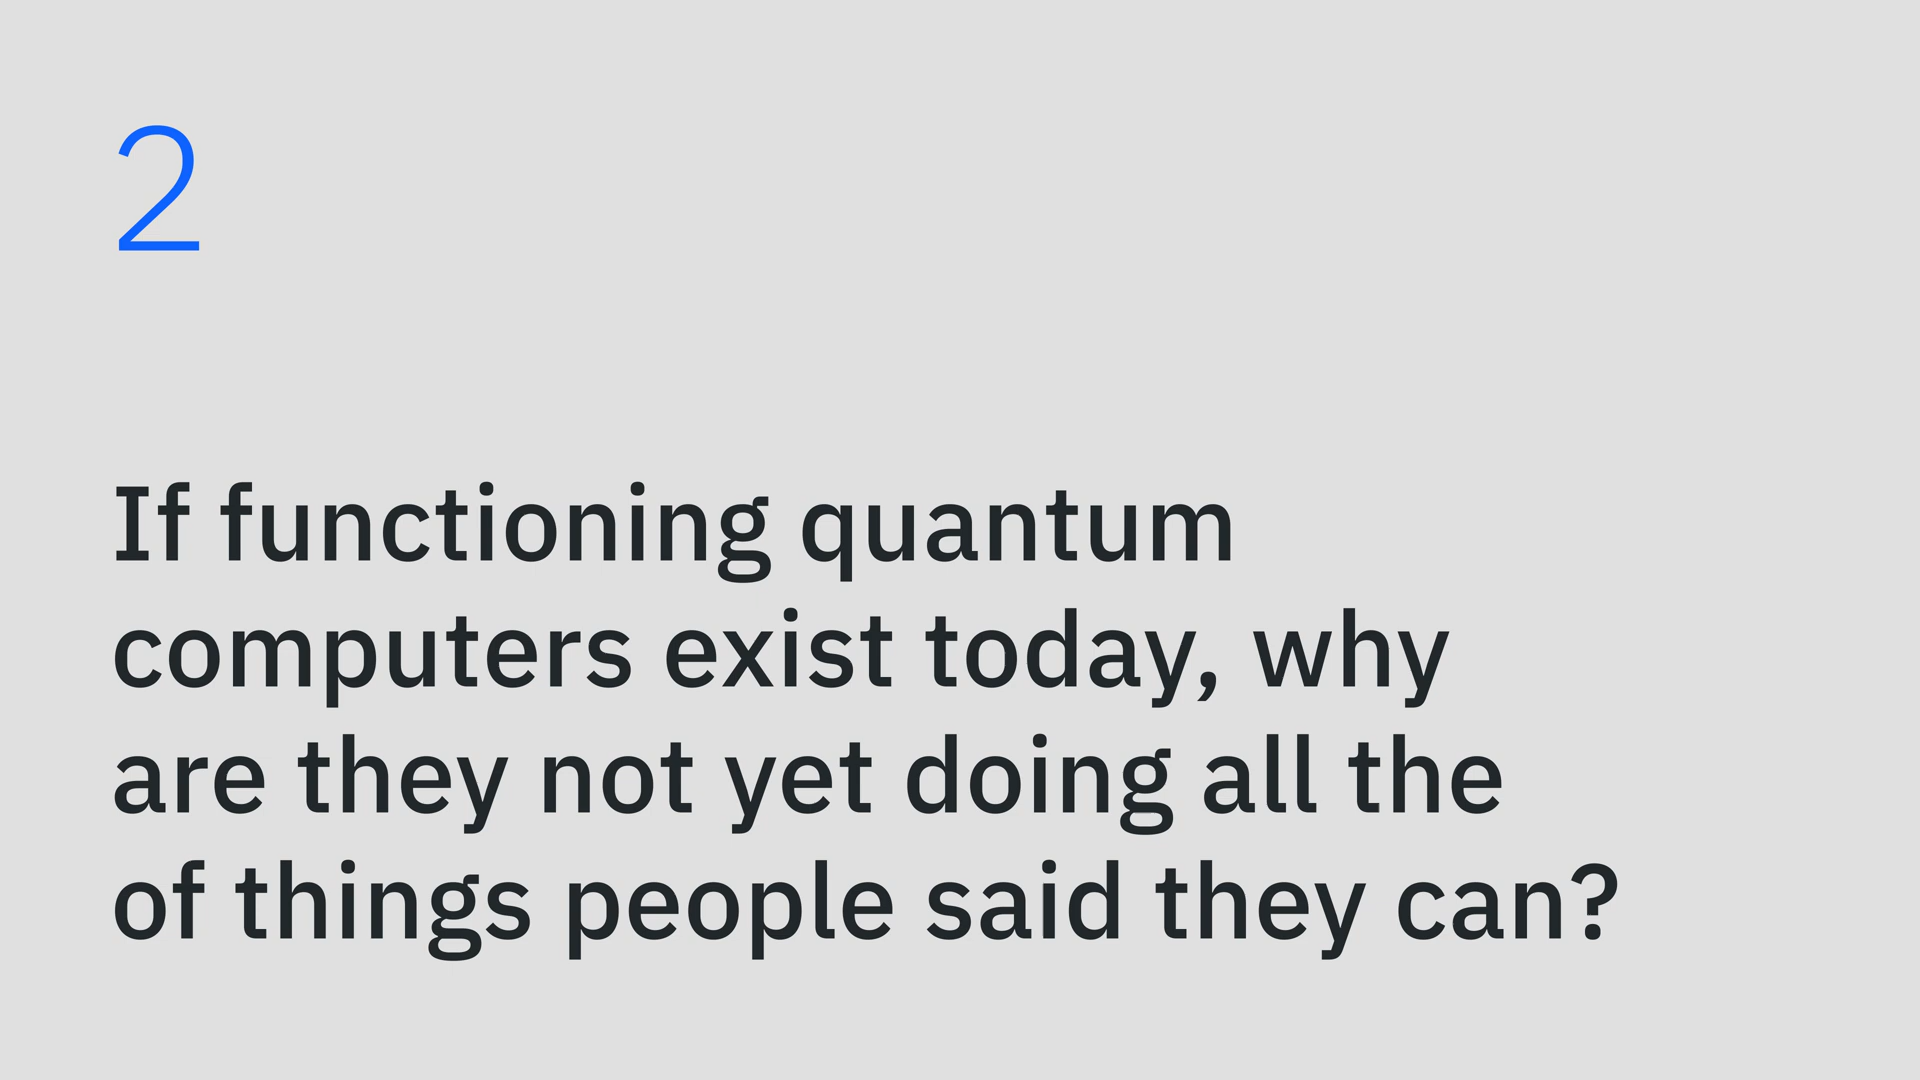 2
If functioning quantum
computers exist today, why
are they not yet doing all the
of things people said they can?